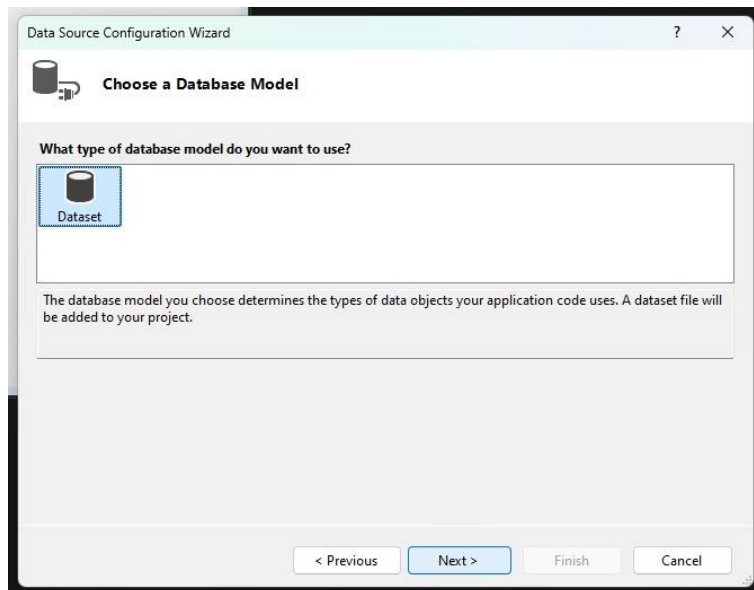 Data Source Configuration Wizard
?
Choose a Database Model
What type of database model do you want to use?
Dataset
The database model you choose determines the types of data objects your application code uses. A dataset file will
be added to your project.
< Previous
Next >
Finish
Cancel